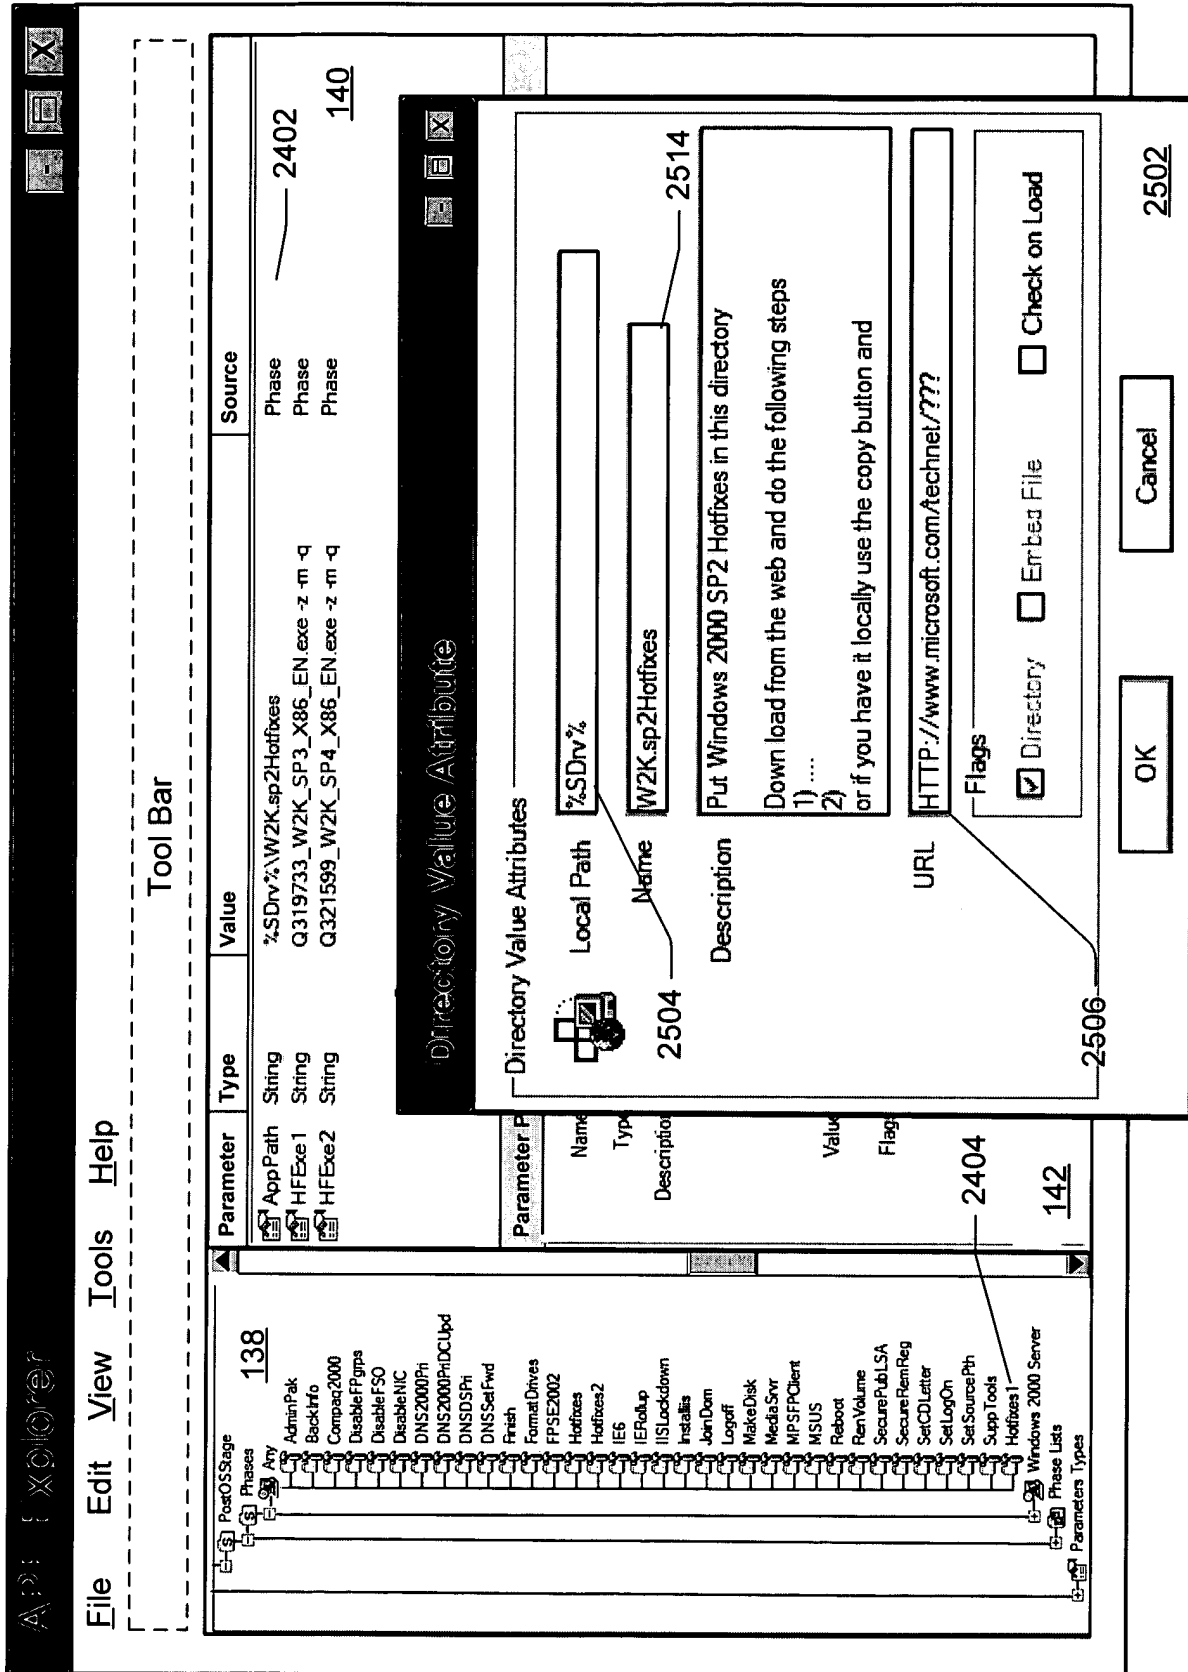 APF Explorer
File Edit View Tools Help
Tool Bar
PostOSStage
Phases
Any
AdminPak
BackInfo
Compaq2000
DisableFPgrps
DisableFSO
DisableNIC
DNS2000Pri
DNS2000PriDCUpd
DNSDSPri
DNSSetFwd
Finish
FormatDrives
FPSE2002
Hotfixes
Hotfixes2
IE6
IERollup
IISLockdown
InstallIis
JoinDom
Logoff
MakeDisk
MediaSrvr
MPSFPClient
MSUS
Reboot
RenVolume
SecurePubLSA
SecureRemReg
SetCDLetter
SetLogOn
SetSourcePth
SuppTools
Hotfixes1
Windows 2000 Server
Phase Lists
Parameters Types
138
Parameter Type Value Source
AppPath String %SDrv%\W2K.sp2Hotfixes Phase
HFExe1 String Q319733_W2K_SP3_X86_EN.exe -z -m -q Phase
HFExe2 String Q321599_W2K_SP4_X86_EN.exe -z -m -q Phase
2402
140
Parameter P
Name
Type
Description
Value
Flag
142
2404
Directory Value Attribute
Directory Value Attributes
Local Path %SDrv%
Name W2K.sp2Hotfixes
Description Put Windows 2000 SP2 Hotfixes in this directory
Down load from the web and do the following steps
1) .....
2)
or if you have it locally use the copy button and
URL HTTP://www.microsoft.com/technet/???
Flags
Directory Embed File Check on Load
OK Cancel
2504
2514
2506
2502